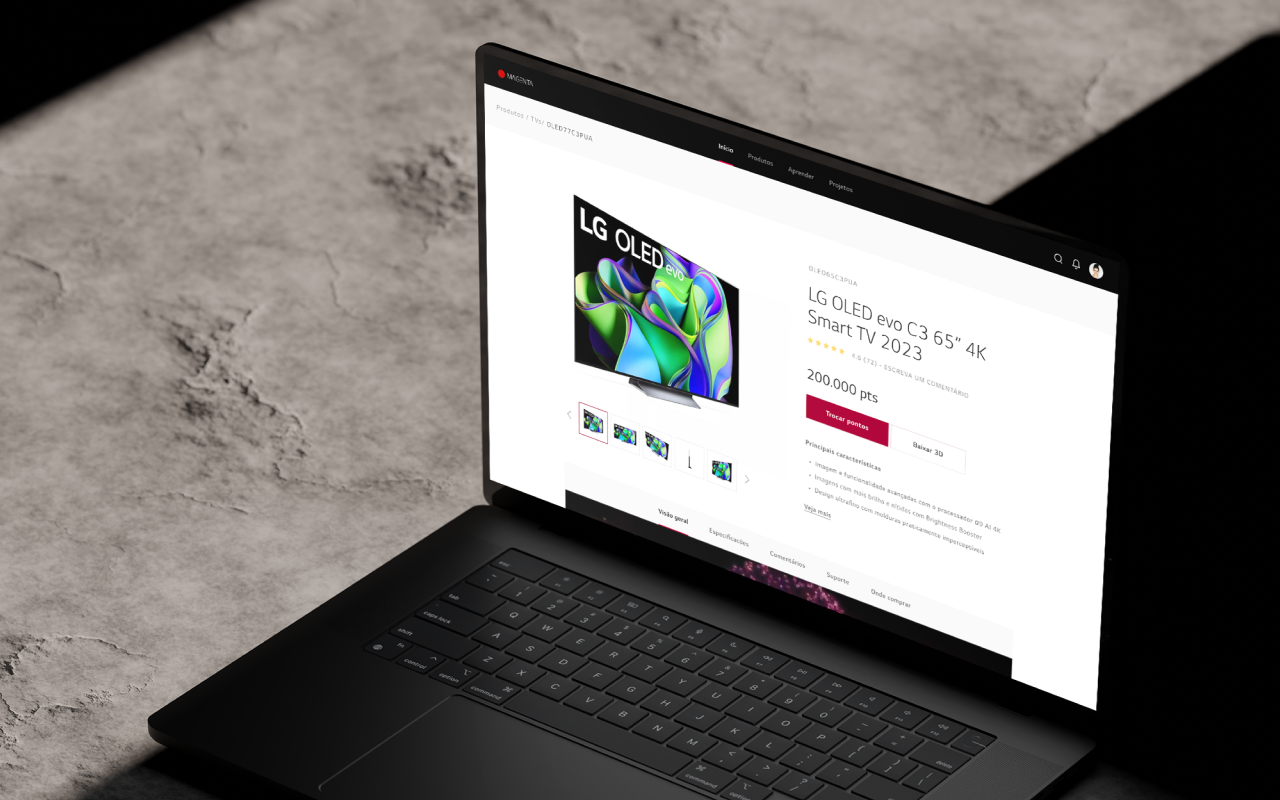 MAGENTA
Início Produtos Aprender Projetos
Produtos / TVs/ OLED77C3PUA
LG OLED evo
OLED65C3PUA
LG OLED evo C3 65” 4K
Smart TV 2023
(72) - ESCREVA UM COMENTÁRIO
200.000 pts
Trocar pontos Baixar 3D
Principais características
• Imagem e funcionalidade avançadas com o processador α9 AI 4K
• Imagens com mais brilho e nítidas com Brightness Booster
• Design ultrafino com molduras praticamente imperceptíveis
Veja mais
Visão geral Especificações Comentários Suporte Onde comprar
esc
delete
tab Q W E R T Y U I O P
caps lock A S D F G H J K L
shift Z X C V B N M
fn control option command command option